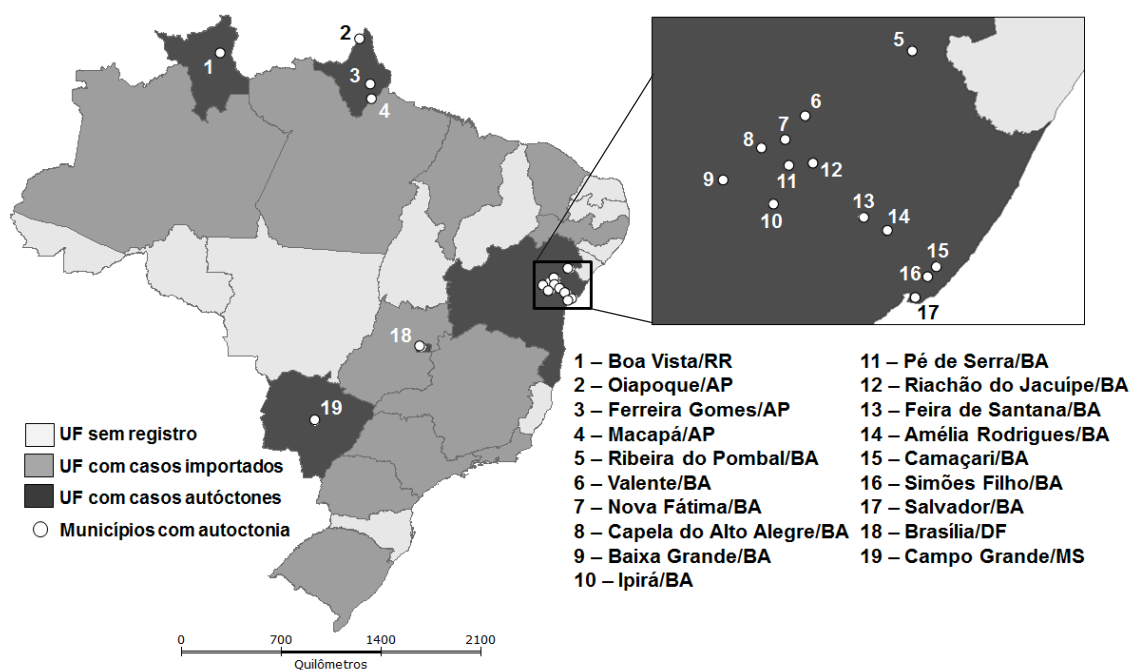 2
1
3
4
18
19
5
6
7
8
9
11
12
10
13
14
15
16
17
UF sem registro
UF com casos importados
UF com casos autóctones
Municípios com autoctonia
1 – Boa Vista/RR
2 – Oiapoque/AP
3 – Ferreira Gomes/AP
4 – Macapá/AP
5 – Ribeira do Pombal/BA
6 – Valente/BA
7 – Nova Fátima/BA
8 – Capela do Alto Alegre/BA
9 – Baixa Grande/BA
10 – Ipirá/BA
11 – Pé de Serra/BA
12 – Riachão do Jacuípe/BA
13 – Feira de Santana/BA
14 – Amélia Rodrigues/BA
15 – Camaçari/BA
16 – Simões Filho/BA
17 – Salvador/BA
18 – Brasília/DF
19 – Campo Grande/MS
0 700 1400 2100
Quilômetros